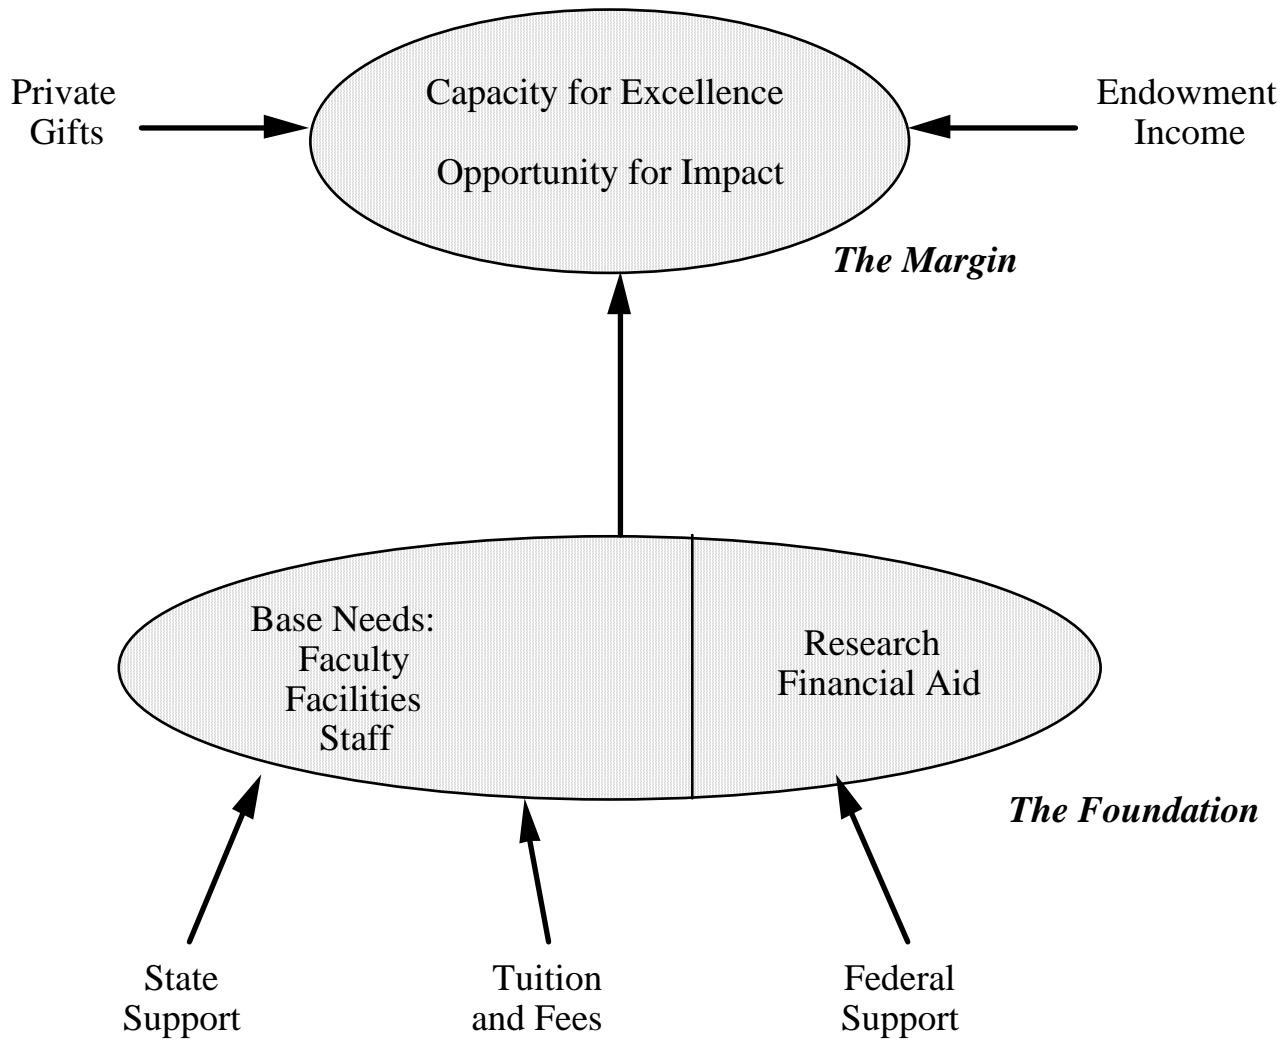 Private
Gifts
Capacity for Excellence
Opportunity for Impact
Endowment
Income
The Margin
Base Needs:
Faculty
Facilities
Staff
Research
Financial Aid
The Foundation
State
Support
Tuition
and Fees
Federal
Support